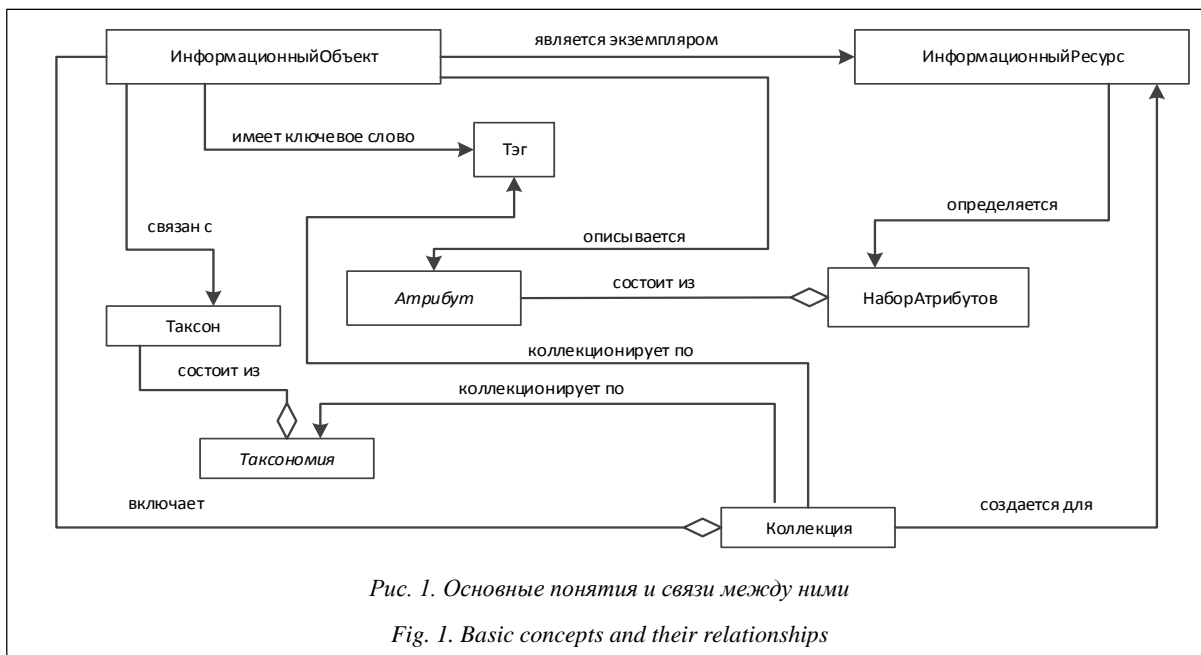 является экземпляром
ИнформационныйОбъект
ИнформационныйРесурс
имеет ключевое слово
Тэг
определяется
связан с
описывается
Атрибут
состоит из
НаборАтрибутов
Таксон
коллекционирует по
состоит из
коллекционирует по
Таксономия
включает
создается для
Коллекция
Рис. 1. Основные понятия и связи между ними
Fig. 1. Basic concepts and their relationships